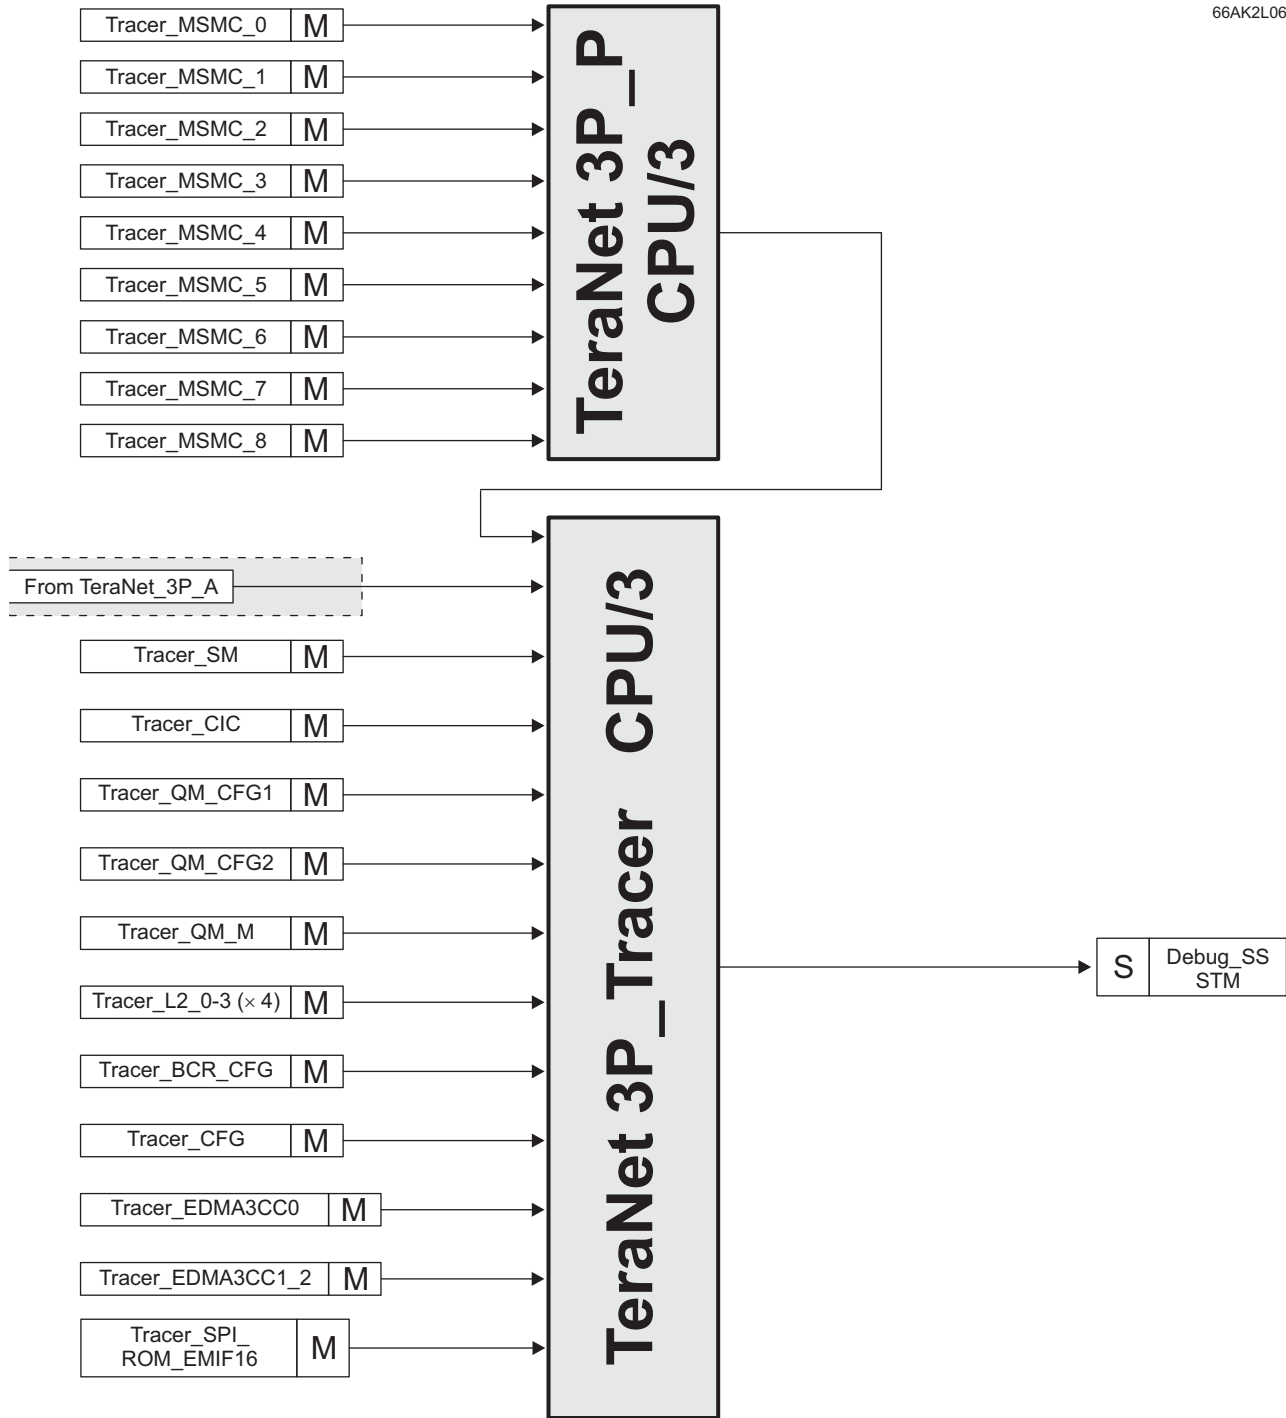 66AK2L06
Tracer_MSMC_0 M
Tracer_MSMC_1 M
Tracer_MSMC_2 M
Tracer_MSMC_3 M
Tracer_MSMC_4 M
Tracer_MSMC_5 M
Tracer_MSMC_6 M
Tracer_MSMC_7 M
Tracer_MSMC_8 M
TeraNet 3P_P
CPU/3
From TeraNet_3P_A
Tracer_SM M
Tracer_CIC M
Tracer_QM_CFG1 M
Tracer_QM_CFG2 M
Tracer_QM_M M
Tracer_L2_0-3 (× 4) M
Tracer_BCR_CFG M
Tracer_CFG M
Tracer_EDMA3CC0 M
Tracer_EDMA3CC1_2 M
Tracer_SPI_
ROM_EMIF16 M
TeraNet 3P_Tracer CPU/3
S Debug_SS
STM